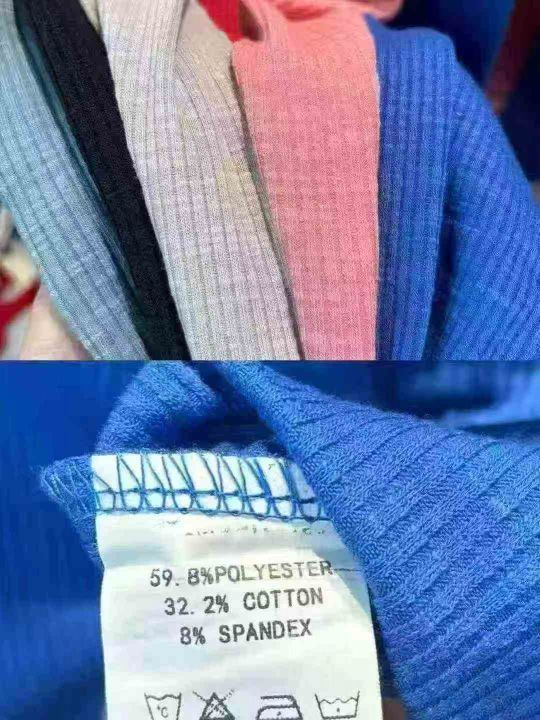 59. 8%POLYESTER
32. 2% COTTON
8% SPANDEX